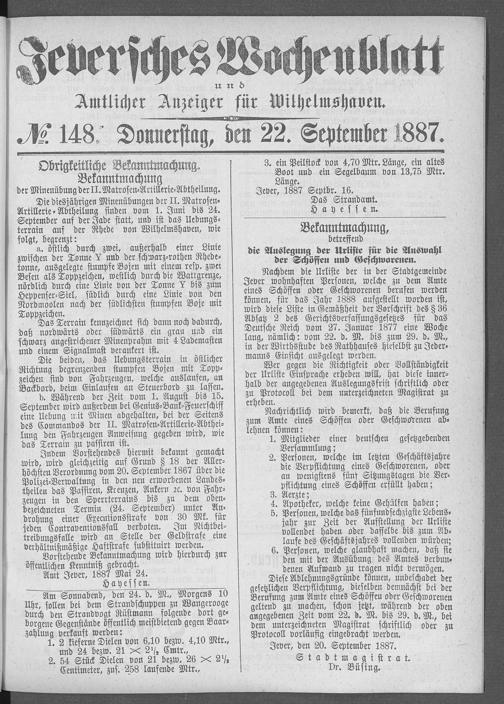 Jeversches Wochenblatt
und
Amtlicher Anzeiger für Wilhelmshaven.
No. 148. Donnerstag, den 22. September 1887.
Obrigkeitliche Bekanntmachung.
Bekanntmachung
der Minenübung der II. Matrosen-Artillerie-Abtheilung.
Die diesjährigen Minenübungen der II. Matrosen-
Artillerie-Abtheilung finden vom 1. Juni bis 24.
September auf der Jade statt, und ist das Uebungs-
terrain auf der Rhede von Wilhelmshaven, wie
folgt, begrenzt:
a. östlich durch zwei, außerhalb einer Linie
zwischen der Tonne Y und der schwarz-rothen Rhede-
tonne, ausgelegte stumpfe Bojen mit einem resp. zwei
Besen als Toppzeichen, westlich durch die Wattgrenze,
nördlich durch eine Linie von der Tonne Y bis zum
Heppenser-Siel, südlich durch eine Linie von den
Nordmoolen nach der südlichsten stumpfen Boje mit
Toppzeichen.
Das Terrain kennzeichnet sich dann noch dadurch,
daß nordwärts oder südwärts ein grau und ein
schwarz angestrichener Minenprahm mit 4 Lademasten
und einem Signalmast verankert ist.
Die beiden, das Uebungsterrain in östlicher
Richtung begrenzenden stumpfen Bojen mit Topp-
zeichen sind von Fahrzeugen, welche auslaufen, an
Backbord, beim Einlaufen an Steuerbord zu lassen.
b. Während der Zeit vom 1. August bis 15.
September wird außerdem bei Genius-Bank-Feuerschiff
eine Uebung mit Minen abgehalten, bei der Seitens
des Commandos der II. Matrosen-Artillerie-Abthei-
lung den Fahrzeugen Anweisung gegeben wird, wie
das Terrain zu passiren ist.
Indem Vorstehendes hiermit bekannt gemacht
wird, wird gleichzeitig auf Grund § 18 der Aller-
höchsten Verordnung vom 20. September 1867 über die
Polizei-Verwaltung in den neu erworbenen Landes-
theilen das Passiren, Kreuzen, Ankern rc. von Fahr-
zeugen in den Sperrterrains bis zu dem oben-
bezeichneten Termin (24. September) unter An-
drohung einer Executionsstrafe von 30 Mk. für
jeden Contraventionsfall verboten. Im Nichtbei-
treibungsfalle wird an Stelle der Geldstrafe eine
verhältnißmäßige Haftstrafe substituirt werden.
Vorstehende Bekanntmachung wird hierdurch zur
öffentlichen Kenntniß gebracht.
Amt Jever, 1887 Mai 24.
Hayessen.
Am Sonnabend, den 24. d. M., Morgens 10
Uhr, sollen bei dem Strandschuppen zu Wangerooge
durch den Strandvogt Rüstmann folgende dort ge-
borgene Gegenstände öffentlich meistbietend gegen Baar-
zahlung verkauft werden:
1. 2 kieferne Dielen von 6,10 bezw. 4,10 Mtr.,
und 24 bezw. 21 × 2½, Cmtr.,
2. 54 Stück Dielen von 21 bezw. 26 × 2½,
Centimeter, zus. 258 laufende Mtr.,
3. ein Peilstock von 4,70 Mtr. Länge, ein altes
Boot und ein Segelbaum von 13,75 Mtr.
Länge.
Jever, 1887 Septbr. 16.
Das Strandamt.
Hayessen.
Bekanntmachung,
betreffend
die Auslegung der Urliste für die Auswahl
der Schöffen und Geschworenen.
Nachdem die Urliste der in der Stadtgemeinde
Jever wohnhaften Personen, welche zu dem Amte
eines Schöffen oder Geschworenen berufen werden
können, für das Jahr 1888 aufgestellt worden ist,
wird diese Liste in Gemäßheit der Vorschrift des § 36
Absatz 2 des Gerichtsverfassungsgesetzes für das
Deutsche Reich vom 27. Januar 1877 eine Woche
lang, nämlich vom 22. d. M. bis zum 29. d. M.,
in der Wirthsstube des Rathhauses hieselbst zu Jeder-
manns Einsicht ausgelegt werden.
Wer gegen die Richtigkeit oder Vollständigkeit
der Urliste Einsprache erheben will, hat diese inner-
halb der angegebenen Auslegungsfrist schriftlich oder
zu Protocoll bei dem unterzeichneten Magistrat zu
erheben.
Nachrichtlich wird bemerkt, daß die Berufung
zum Amte eines Schöffen oder Geschworenen ab-
lehnen können:
1. Mitglieder einer deutschen gesetzgebenden
Versammlung;
2. Personen, welche im letzten Geschäftsjahre
die Verpflichtung eines Geschworenen, oder
an wenigstens fünf Sitzungstagen die Ver-
pflichtung eines Schöffen erfüllt haben;
3. Aerzte;
4. Apotheker, welche keine Gehülfen haben;
5. Personen, welche das fünfundsechzigste Lebens-
jahr zur Zeit der Aufstellung der Urliste
vollendet haben oder dasselbe bis zum Ab-
laufe des Geschäftsjahres vollenden würden;
6. Personen, welche glaubhaft machen, daß sie
den mit der Ausübung des Amtes verbun-
denen Aufwand zu tragen nicht vermögen.
Diese Ablehnungsgründe können, unbeschadet der
gesetzlichen Verpflichtung, dieselben demnächst bei der
Berufung zum Amte eines Schöffen oder Geschworenen
geltend zu machen, schon jetzt, während der oben
angegebenen Zeit vom 22. d. M. bis 29. d. M., bei
dem unterzeichneten Magistrat schriftlich oder zu
Protocoll vorläufig eingebracht werden.
Jever, den 20. September 1887.
Stadtmagistrat.
Dr. Büsing.